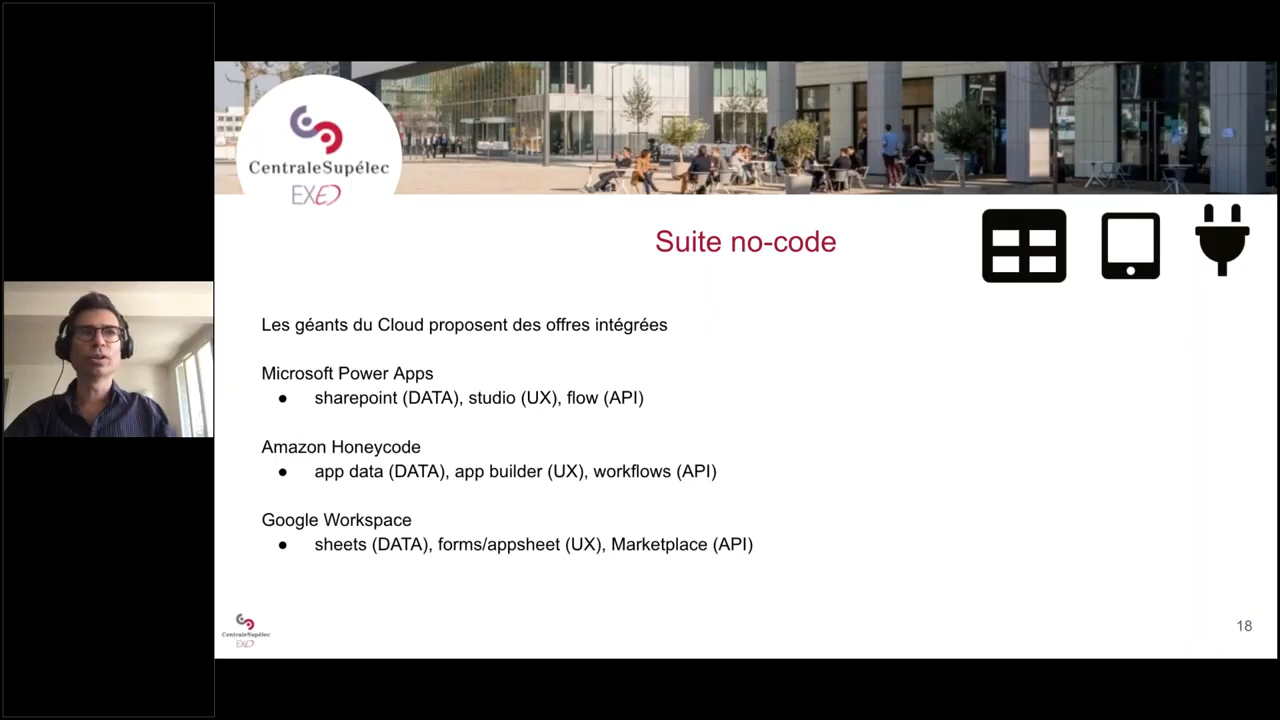 CentraleSupélec
EXED
Suite no-code
Les géants du Cloud proposent des offres intégrées
Microsoft Power Apps
● sharepoint (DATA), studio (UX), flow (API)
Amazon Honeycode
● app data (DATA), app builder (UX), workflows (API)
Google Workspace
● sheets (DATA), forms/appsheet (UX), Marketplace (API)
CentraleSupélec
EXED
18